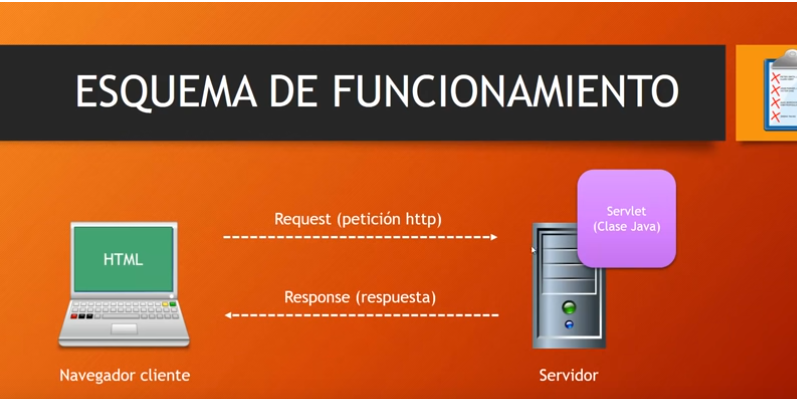 ESQUEMA DE FUNCIONAMIENTO
Servlet
(Clase Java)
Request (petición http)
HTML
Response (respuesta)
Navegador cliente
Servidor